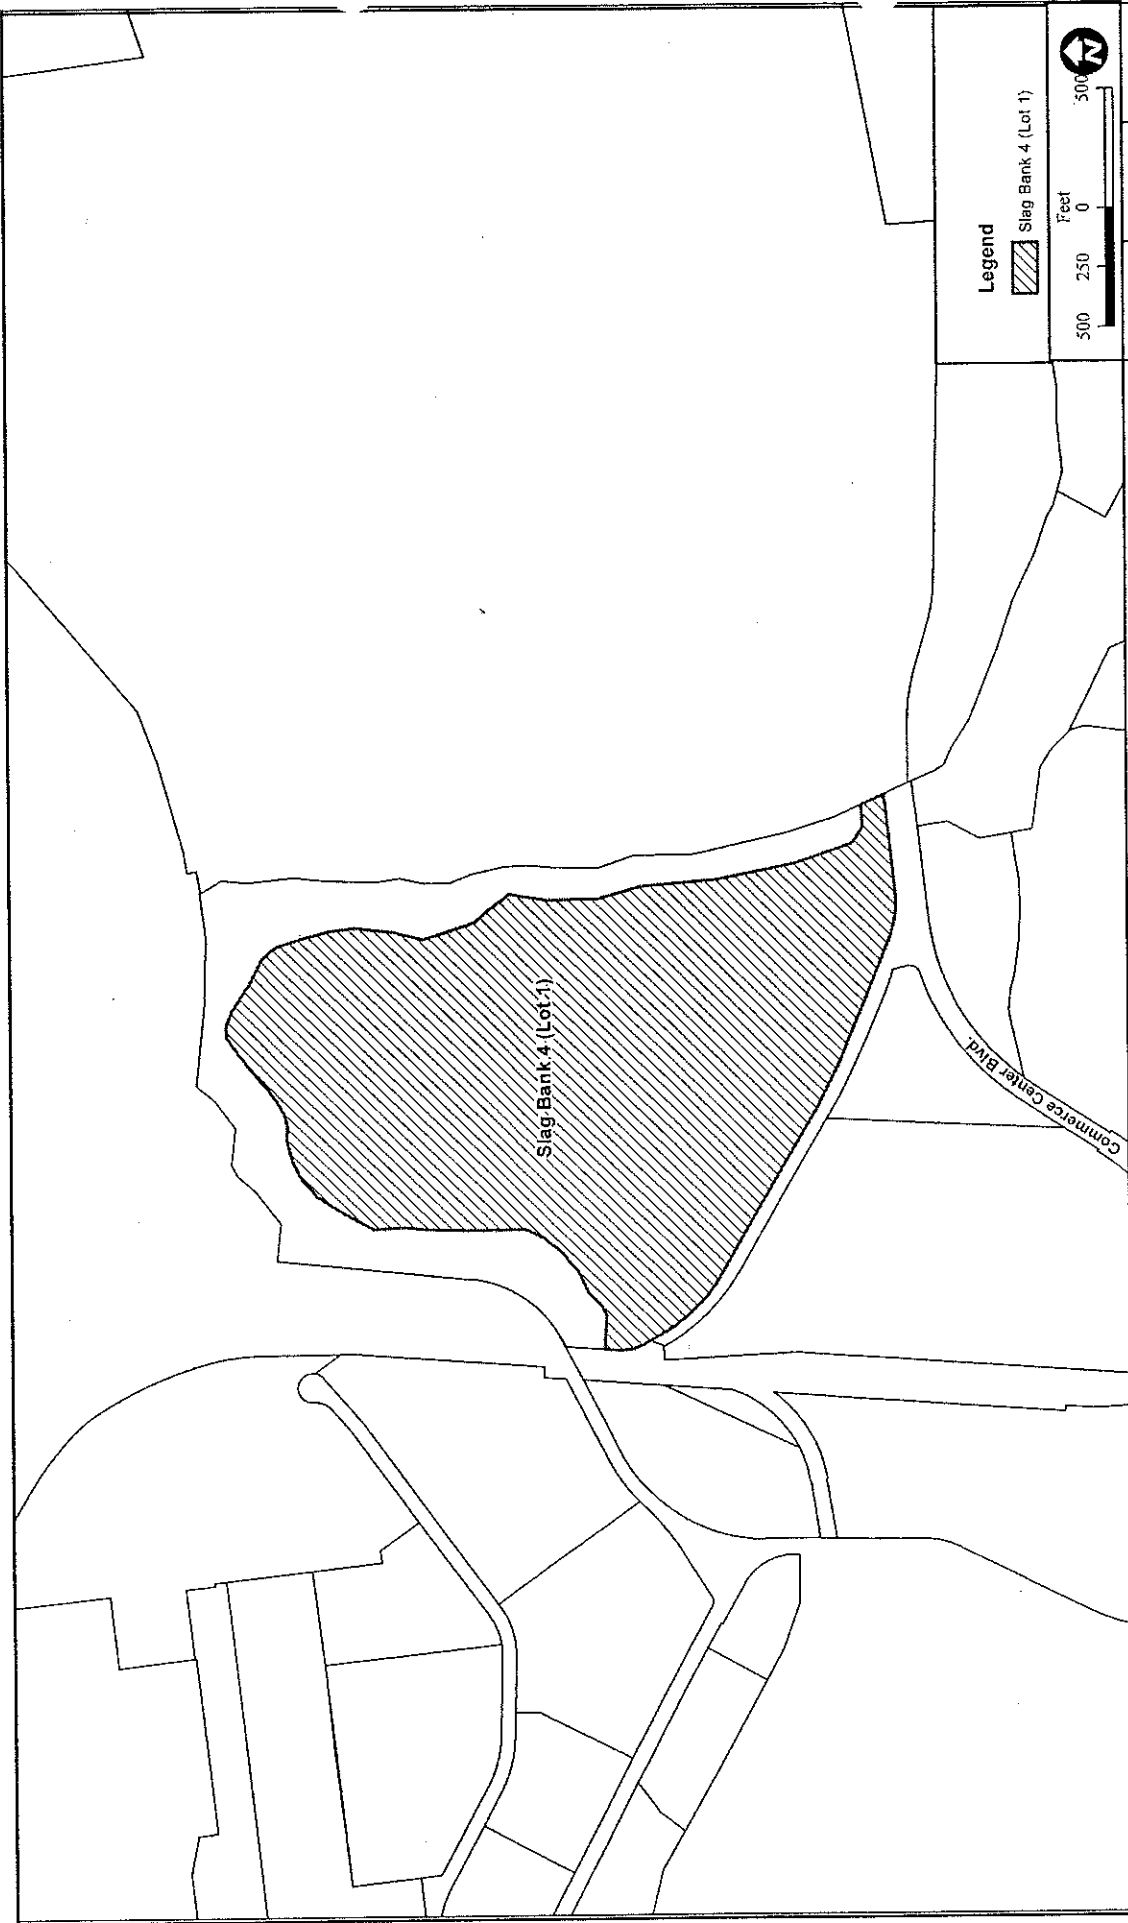 Slag Bank 4 (Lot 1)
Commerce Center Blvd.
Legend
Slag Bank 4 (Lot 1)
N
Feet
500 250 0 500